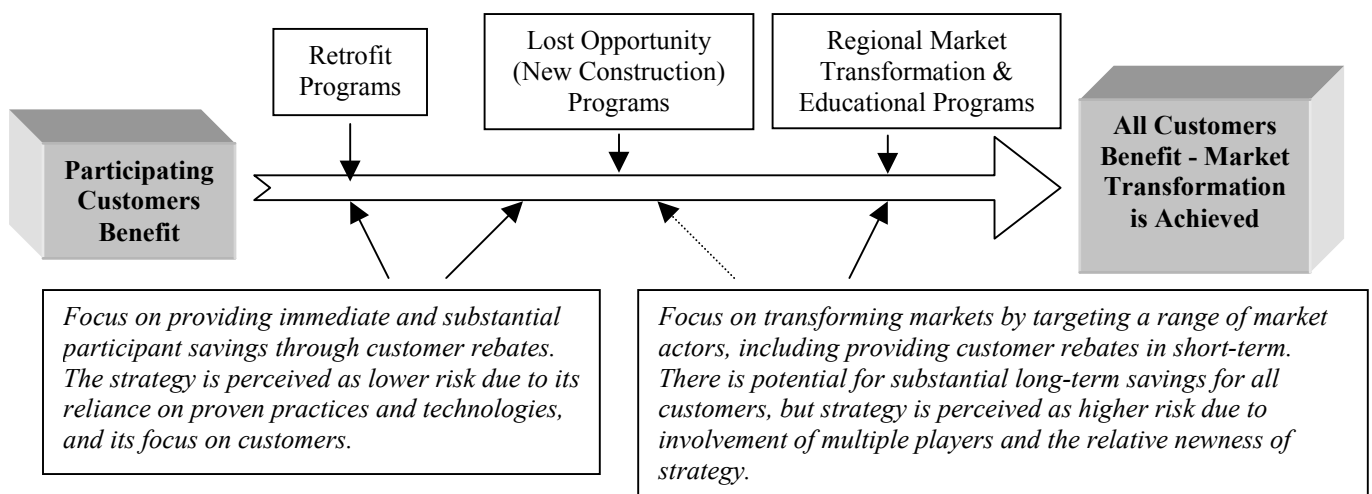 Retrofit
Programs
Lost Opportunity
(New Construction)
Programs
Regional Market
Transformation &
Educational Programs
Participating
Customers
Benefit
All Customers
Benefit - Market
Transformation
is Achieved
Focus on providing immediate and substantial
participant savings through customer rebates.
The strategy is perceived as lower risk due to its
reliance on proven practices and technologies,
and its focus on customers.
Focus on transforming markets by targeting a range of market
actors, including providing customer rebates in short-term.
There is potential for substantial long-term savings for all
customers, but strategy is perceived as higher risk due to
involvement of multiple players and the relative newness of
strategy.